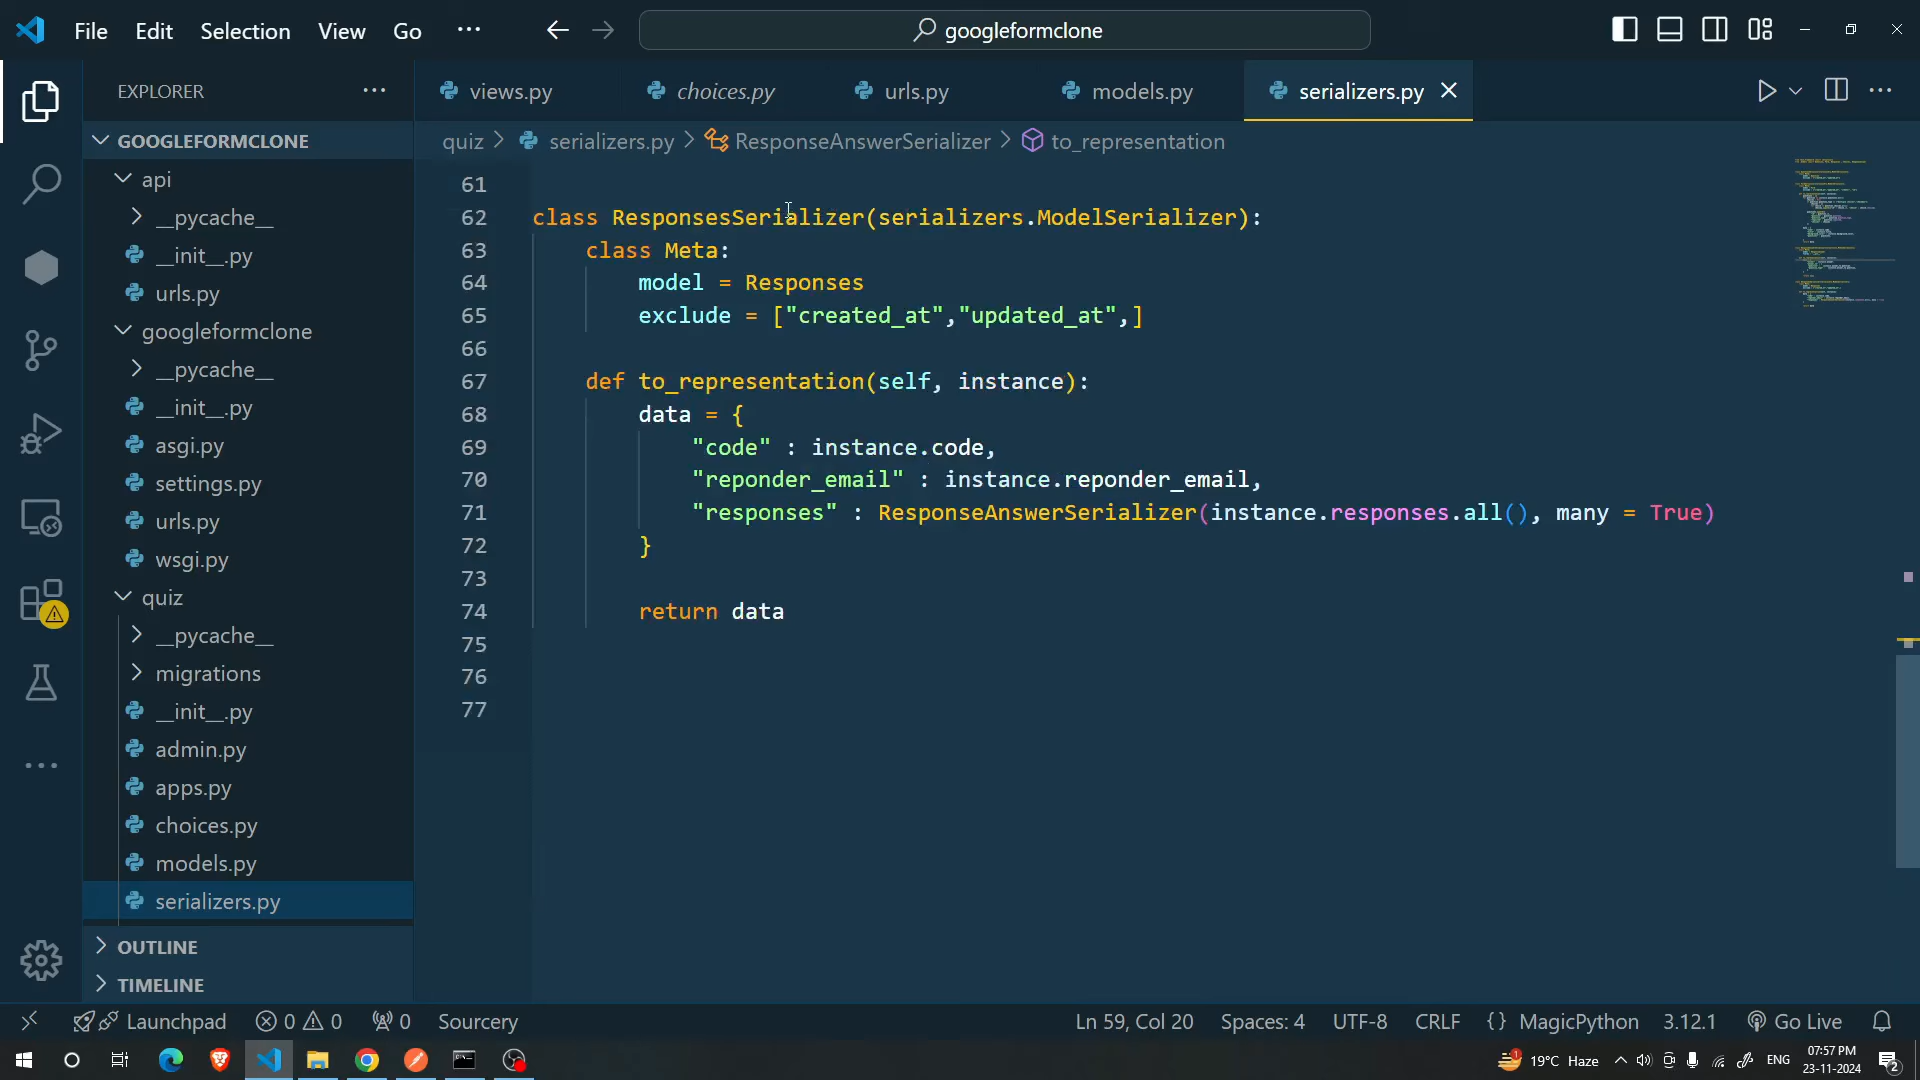 File Edit Selection View Go ··· googleformclone
EXPLORER ···
views.py choices.py urls.py models.py serializers.py
GOOGLEFORMCLONE
quiz > serializers.py > ResponseAnswerSerializer > to_representation
api
__pycache__
__init__.py
urls.py
googleformclone
__pycache__
__init__.py
asgi.py
settings.py
urls.py
wsgi.py
quiz
__pycache__
migrations
__init__.py
admin.py
apps.py
choices.py
models.py
serializers.py
OUTLINE
TIMELINE
61
62 class ResponsesSerializer(serializers.ModelSerializer):
63 class Meta:
64 model = Responses
65 exclude = ["created_at","updated_at",]
66
67 def to_representation(self, instance):
68 data = {
69 "code" : instance.code,
70 "reponder_email" : instance.reponder_email,
71 "responses" : ResponseAnswerSerializer(instance.responses.all(), many = True)
72 }
73
74 return data
75
76
77
Launchpad 0 0 0 Sourcery Ln 59, Col 20 Spaces: 4 UTF-8 CRLF {} MagicPython 3.12.1 Go Live
1 19°C Haze ENG 07:57 PM
23-11-2024 2